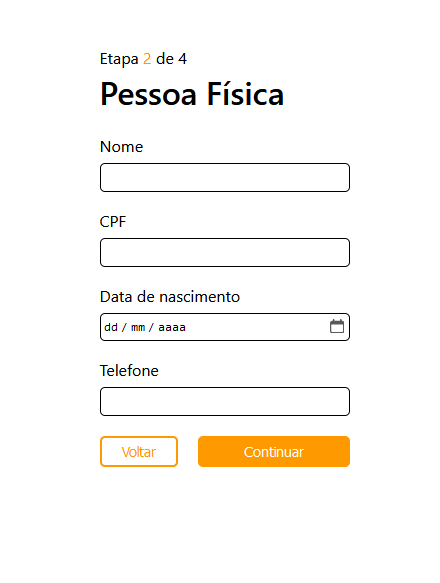 Etapa 2 de 4
Pessoa Física
Nome
CPF
Data de nascimento
dd / mm / aaaa
Telefone
Voltar
Continuar